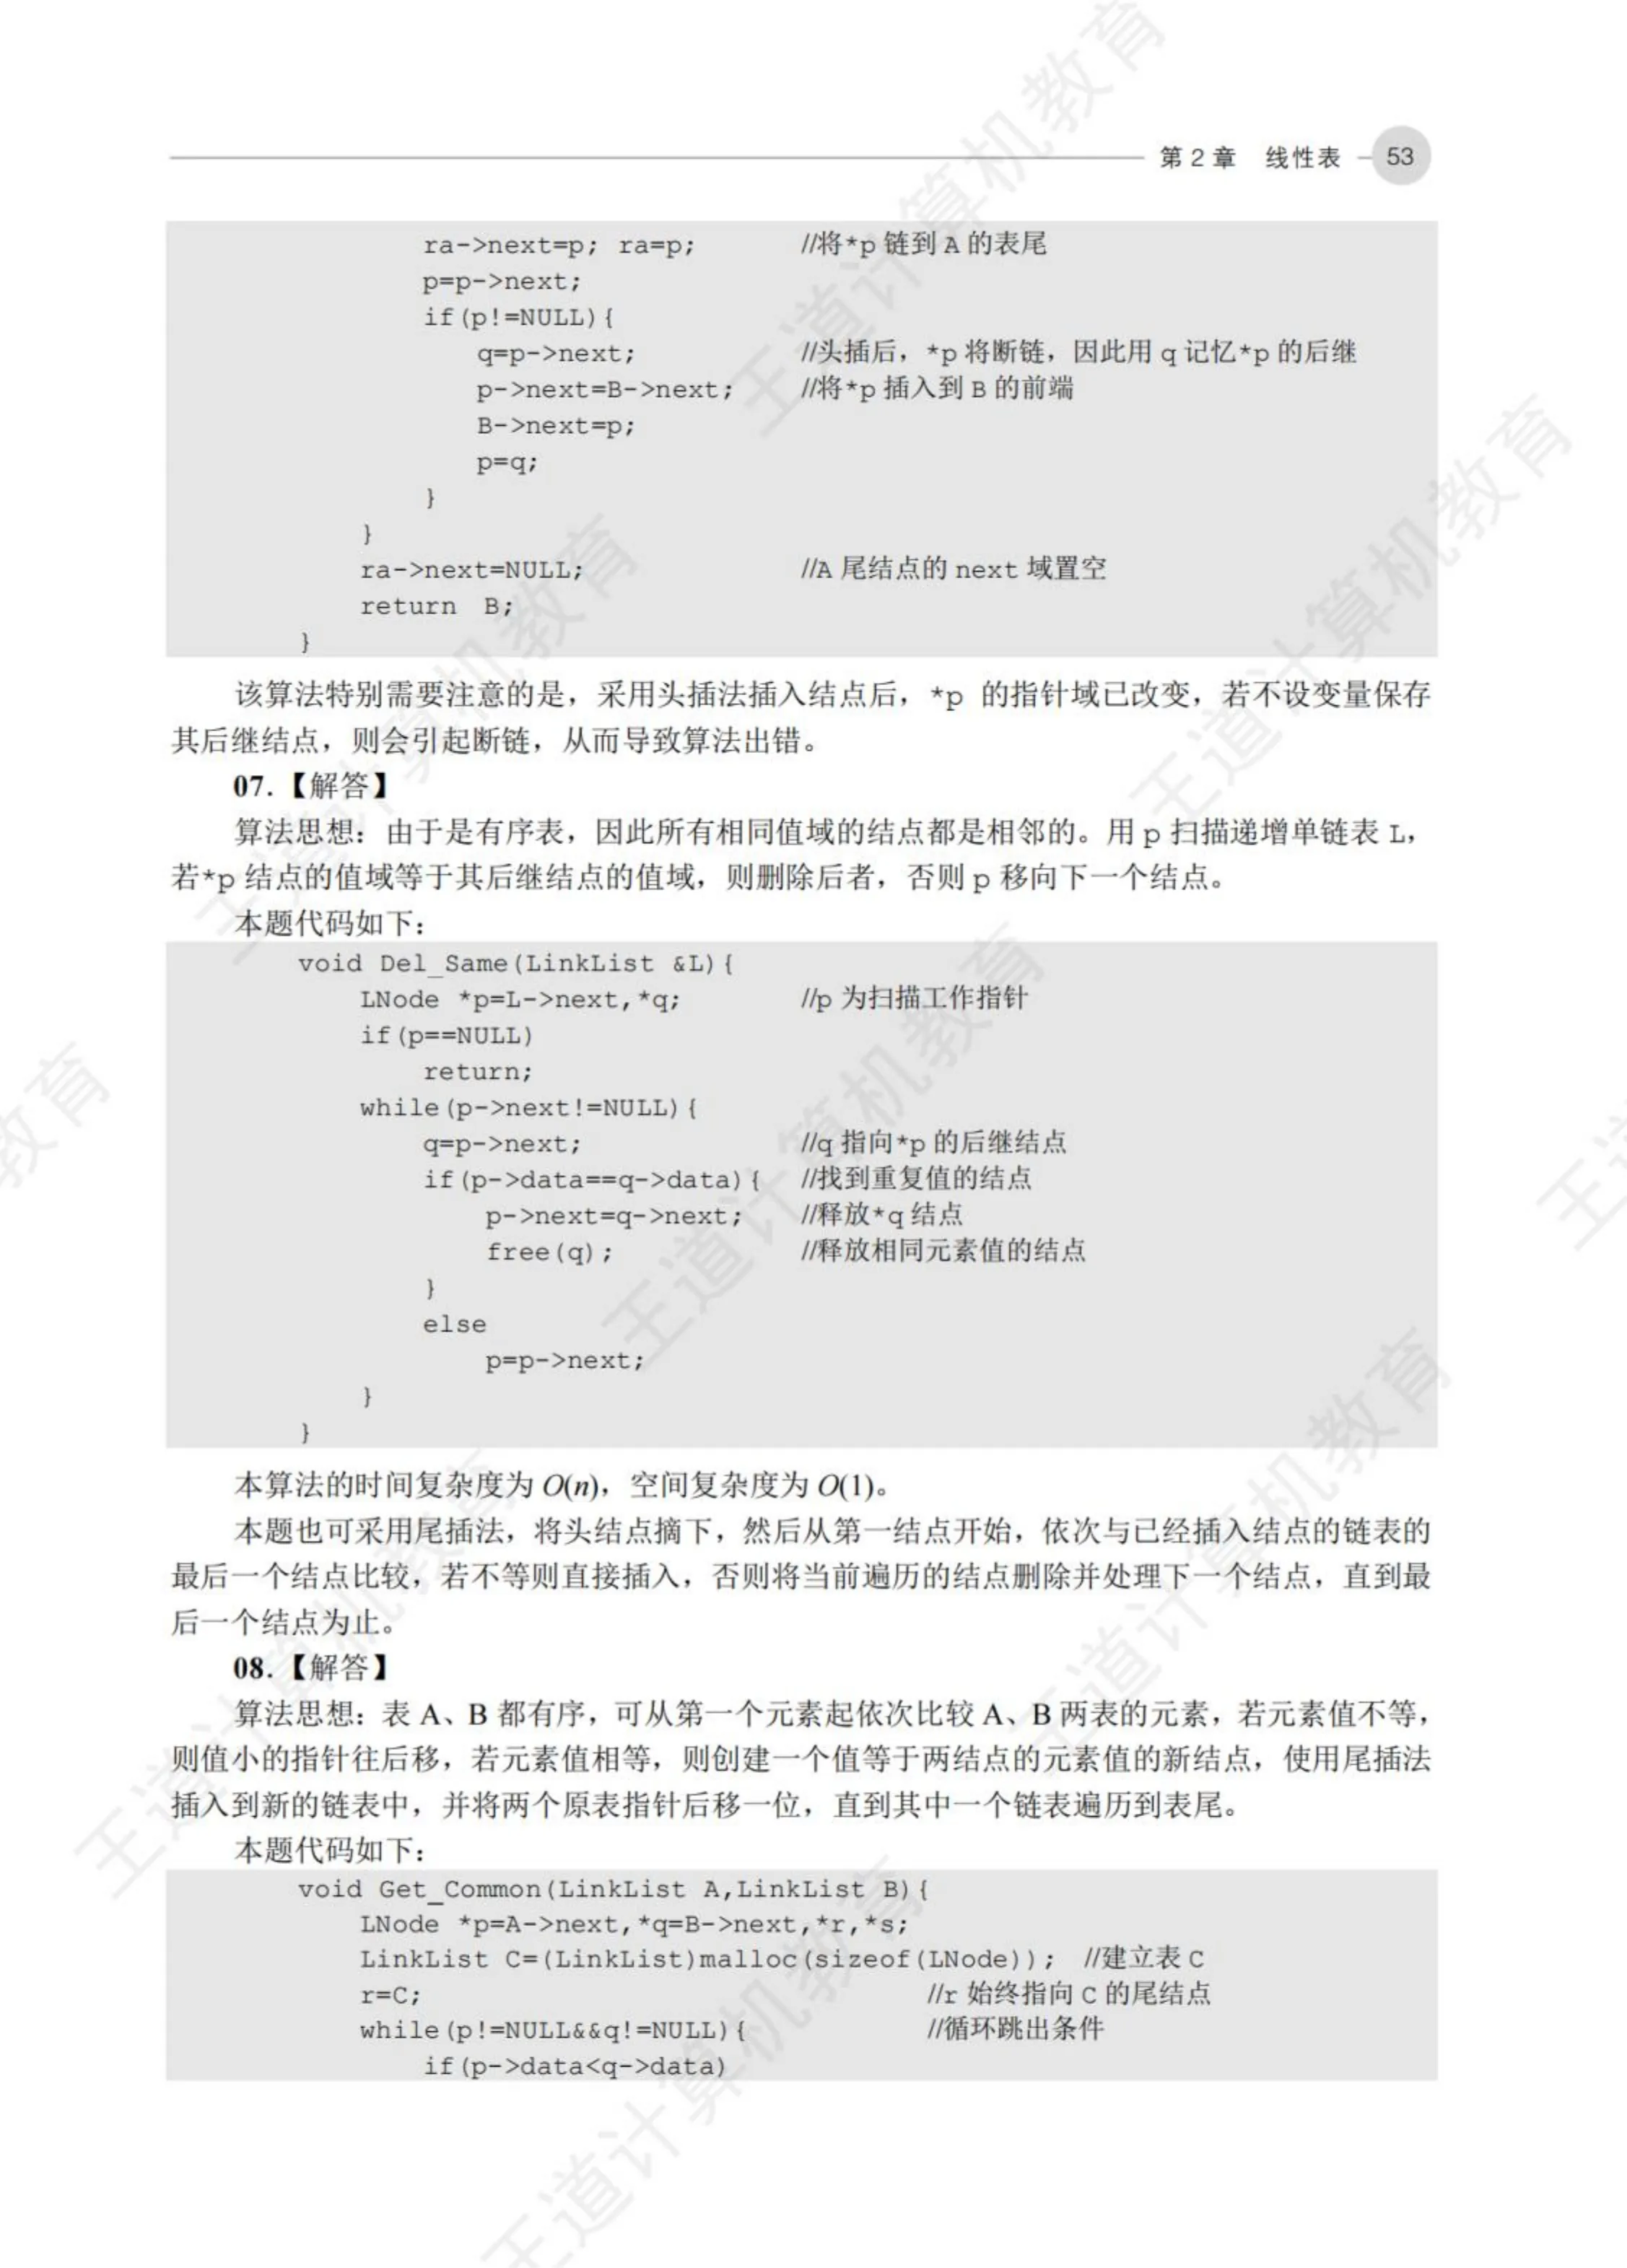 第 2 章　线性表　53
ra->next=p; ra=p;　//将*p 链到 A 的表尾
p=p->next;
if(p!=NULL){
q=p->next;　//头插后，*p 将断链，因此用 q 记忆*p 的后继
p->next=B->next;　//将*p 插入到 B 的前端
B->next=p;
p=q;
}
}
ra->next=NULL;　//A 尾结点的 next 域置空
return B;
}
该算法特别需要注意的是，采用头插法插入结点后，*p 的指针域已改变，若不设变量保存
其后继结点，则会引起断链，从而导致算法出错。
07.【解答】
算法思想：由于是有序表，因此所有相同值域的结点都是相邻的。用 p 扫描递增单链表 L，
若*p 结点的值域等于其后继结点的值域，则删除后者，否则 p 移向下一个结点。
本题代码如下：
void Del_Same(LinkList &L){
LNode *p=L->next,*q;　//p 为扫描工作指针
if(p==NULL)
return;
while(p->next!=NULL){
q=p->next;　//q 指向*p 的后继结点
if(p->data==q->data){　//找到重复值的结点
p->next=q->next;　//释放*q 结点
free(q);　//释放相同元素值的结点
}
else
p=p->next;
}
}
本算法的时间复杂度为 O(n)，空间复杂度为 O(1)。
本题也可采用尾插法，将头结点摘下，然后从第一结点开始，依次与已经插入结点的链表的
最后一个结点比较，若不等则直接插入，否则将当前遍历的结点删除并处理下一个结点，直到最
后一个结点为止。
08.【解答】
算法思想：表 A、B 都有序，可从第一个元素起依次比较 A、B 两表的元素，若元素值不等，
则值小的指针往后移，若元素值相等，则创建一个值等于两结点的元素值的新结点，使用尾插法
插入到新的链表中，并将两个原表指针后移一位，直到其中一个链表遍历到表尾。
本题代码如下：
void Get_Common(LinkList A,LinkList B){
LNode *p=A->next,*q=B->next,*r,*s;
LinkList C=(LinkList)malloc(sizeof(LNode));　//建立表 C
r=C;　//r 始终指向 C 的尾结点
while(p!=NULL&&q!=NULL){　//循环跳出条件
if(p->data<q->data)
王道计算机教育